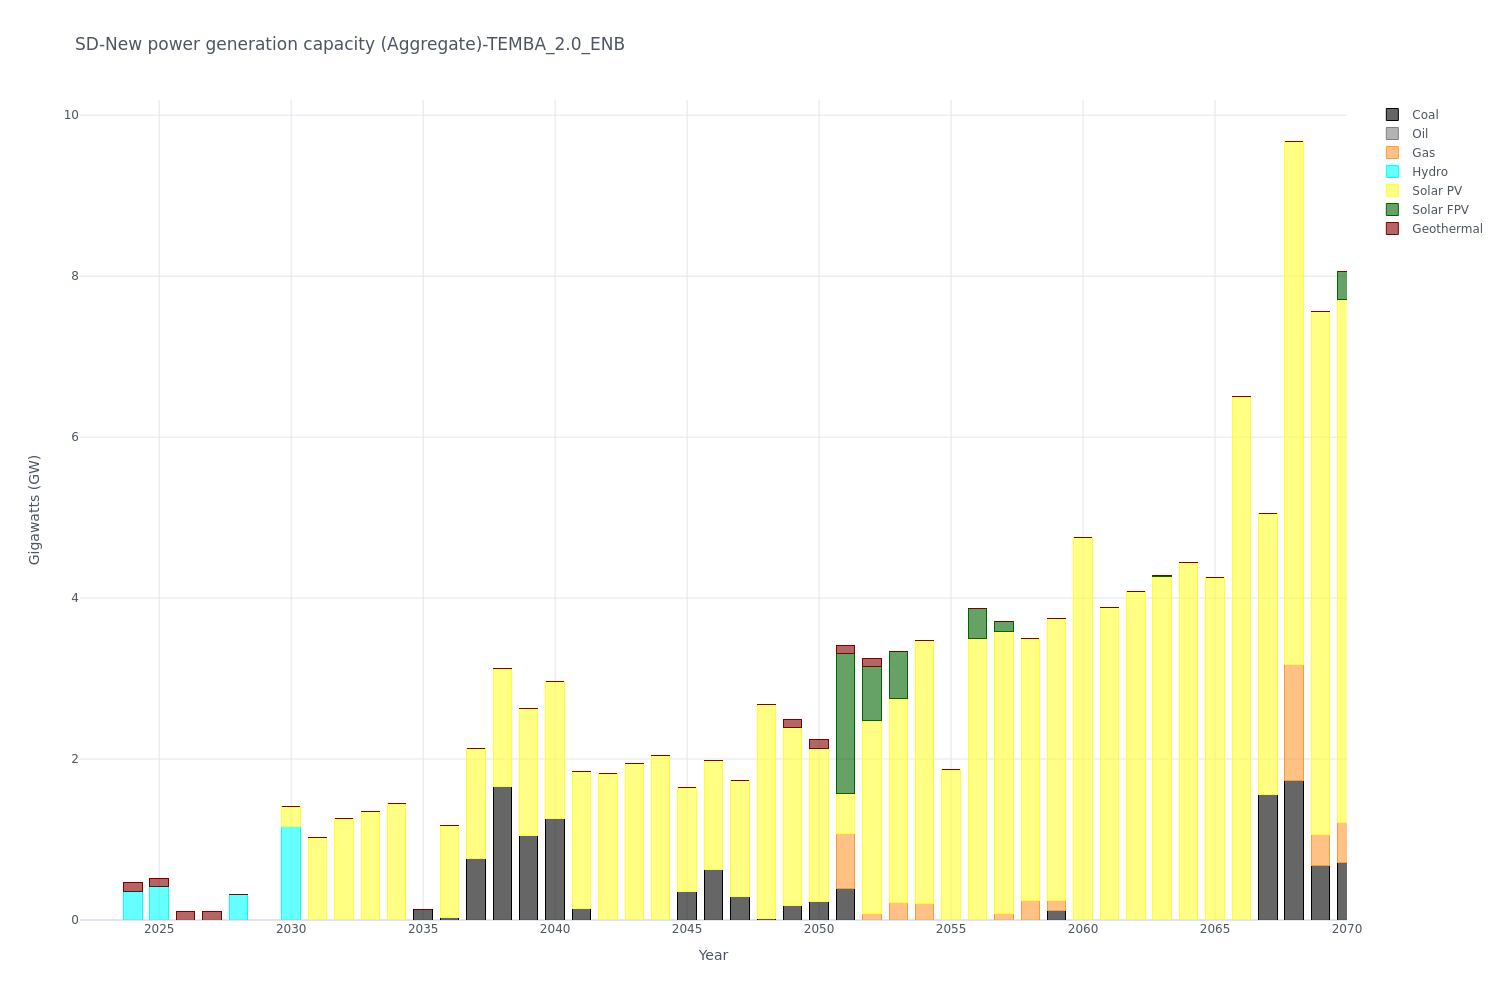 SD-New power generation capacity (Aggregate)-TEMBA_2.0_ENB
10
8
6
4
2
0
Gigawatts (GW)
2025 2030 2035 2040 2045 2050 2055 2060 2065 2070
Year
Coal
Oil
Gas
Hydro
Solar PV
Solar FPV
Geothermal